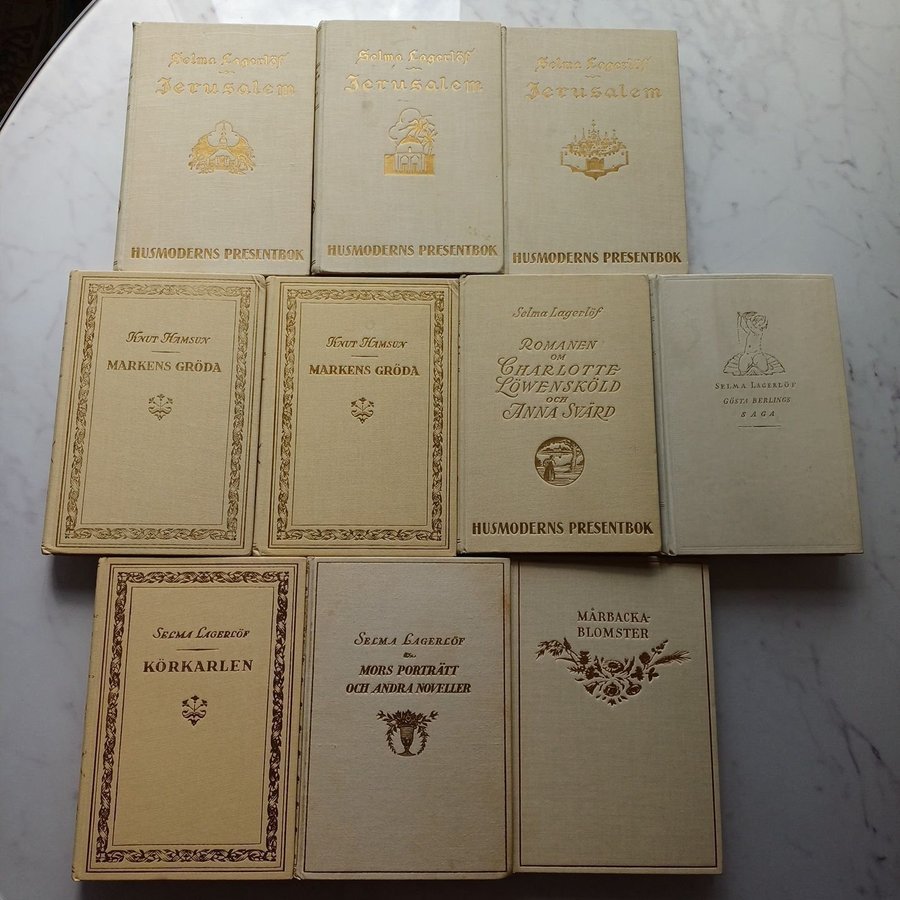 Selma Lagerlöf
Jerusalem
HUSMODERNS PRESENTBOK
Selma Lagerlöf
Jerusalem
HUSMODERNS PRESENTBOK
Selma Lagerlöf
Jerusalem
HUSMODERNS PRESENTBOK
KNUT HAMSUN
MARKENS GRÖDA
KNUT HAMSUN
MARKENS GRÖDA
Selma Lagerlöf
ROMANEN
OM
CHARLOTTE
LÖWENSKÖLD
OCH
ANNA SVÄRD
HUSMODERNS PRESENTBOK
SELMA LAGERLÖF
GÖSTA BERLINGS
SAGA
SELMA LAGERLÖF
KÖRKARLEN
SELMA LAGERLÖF
MORS PORTRÄTT
OCH ANDRA NOVELLER
MÅRBACKA-
BLOMSTER